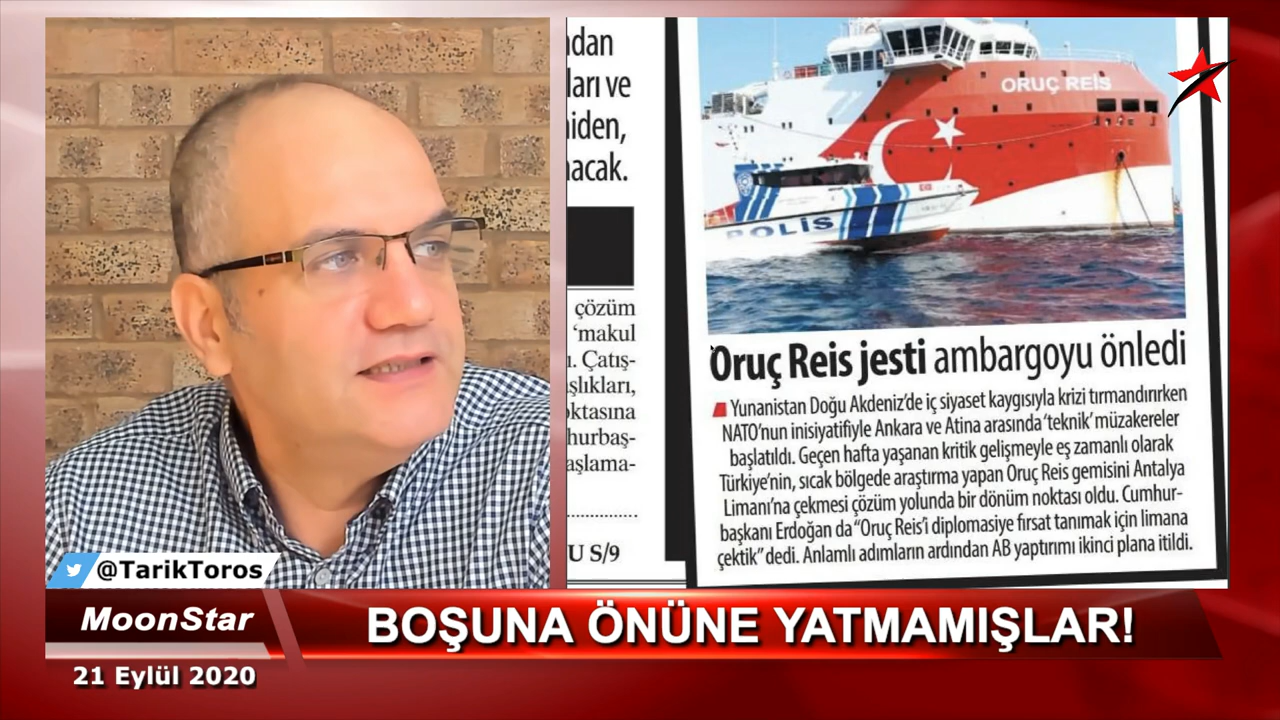 ndan
ları ve
niden,
nacak.
çözüm
‘makul
ı. Çatış-
şlıkları,
oktasına
hurbaş-
aşlama-
U S/9
ORUÇ REIS
POLİS
Oruç Reis jesti ambargoyu önledi
Yunanistan Doğu Akdeniz’de iç siyaset kaygısıyla krizi tırmandırırken
NATO’nun inisiyatifiyle Ankara ve Atina arasında ‘teknik’ müzakereler
başlatıldı. Geçen hafta yaşanan kritik gelişmeyle eş zamanlı olarak
Türkiye’nin, sıcak bölgede araştırma yapan Oruç Reis gemisini Antalya
Limanı’na çekmesi çözüm yolunda bir dönüm noktası oldu. Cumhur-
başkanı Erdoğan da “Oruç Reis’i diplomasiye fırsat tanımak için limana
çektik” dedi. Anlamlı adımların ardından AB yaptırımı ikinci plana itildi.
@TarikToros
MoonStar
BOŞUNA ÖNÜNE YATMAMIŞLAR!
21 Eylül 2020